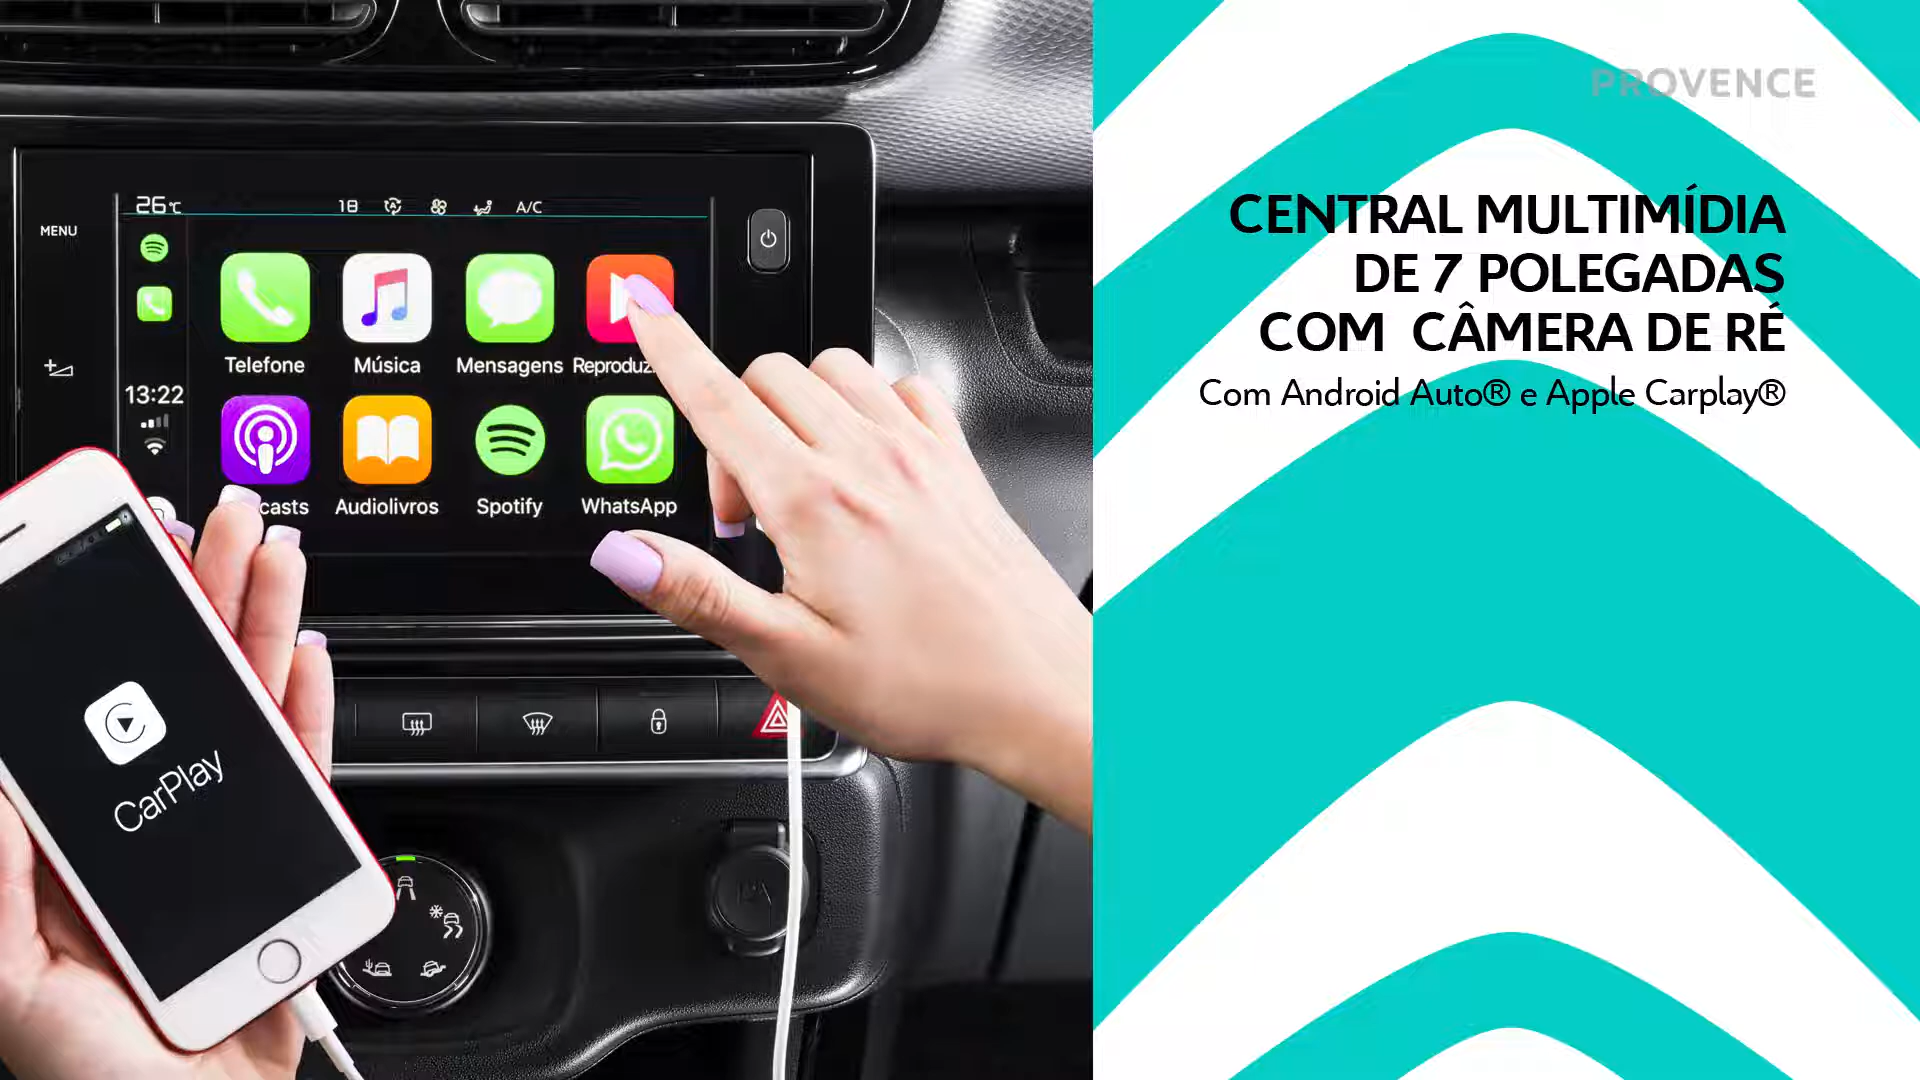 PROVENCE
CENTRAL MULTIMÍDIA
DE 7 POLEGADAS
COM CÂMERA DE RÉ
Com Android Auto® e Apple Carplay®
26°C 18 A/C
MENU
Telefone Música Mensagens Reproduz
13:22
casts Audiolivros Spotify WhatsApp
CarPlay